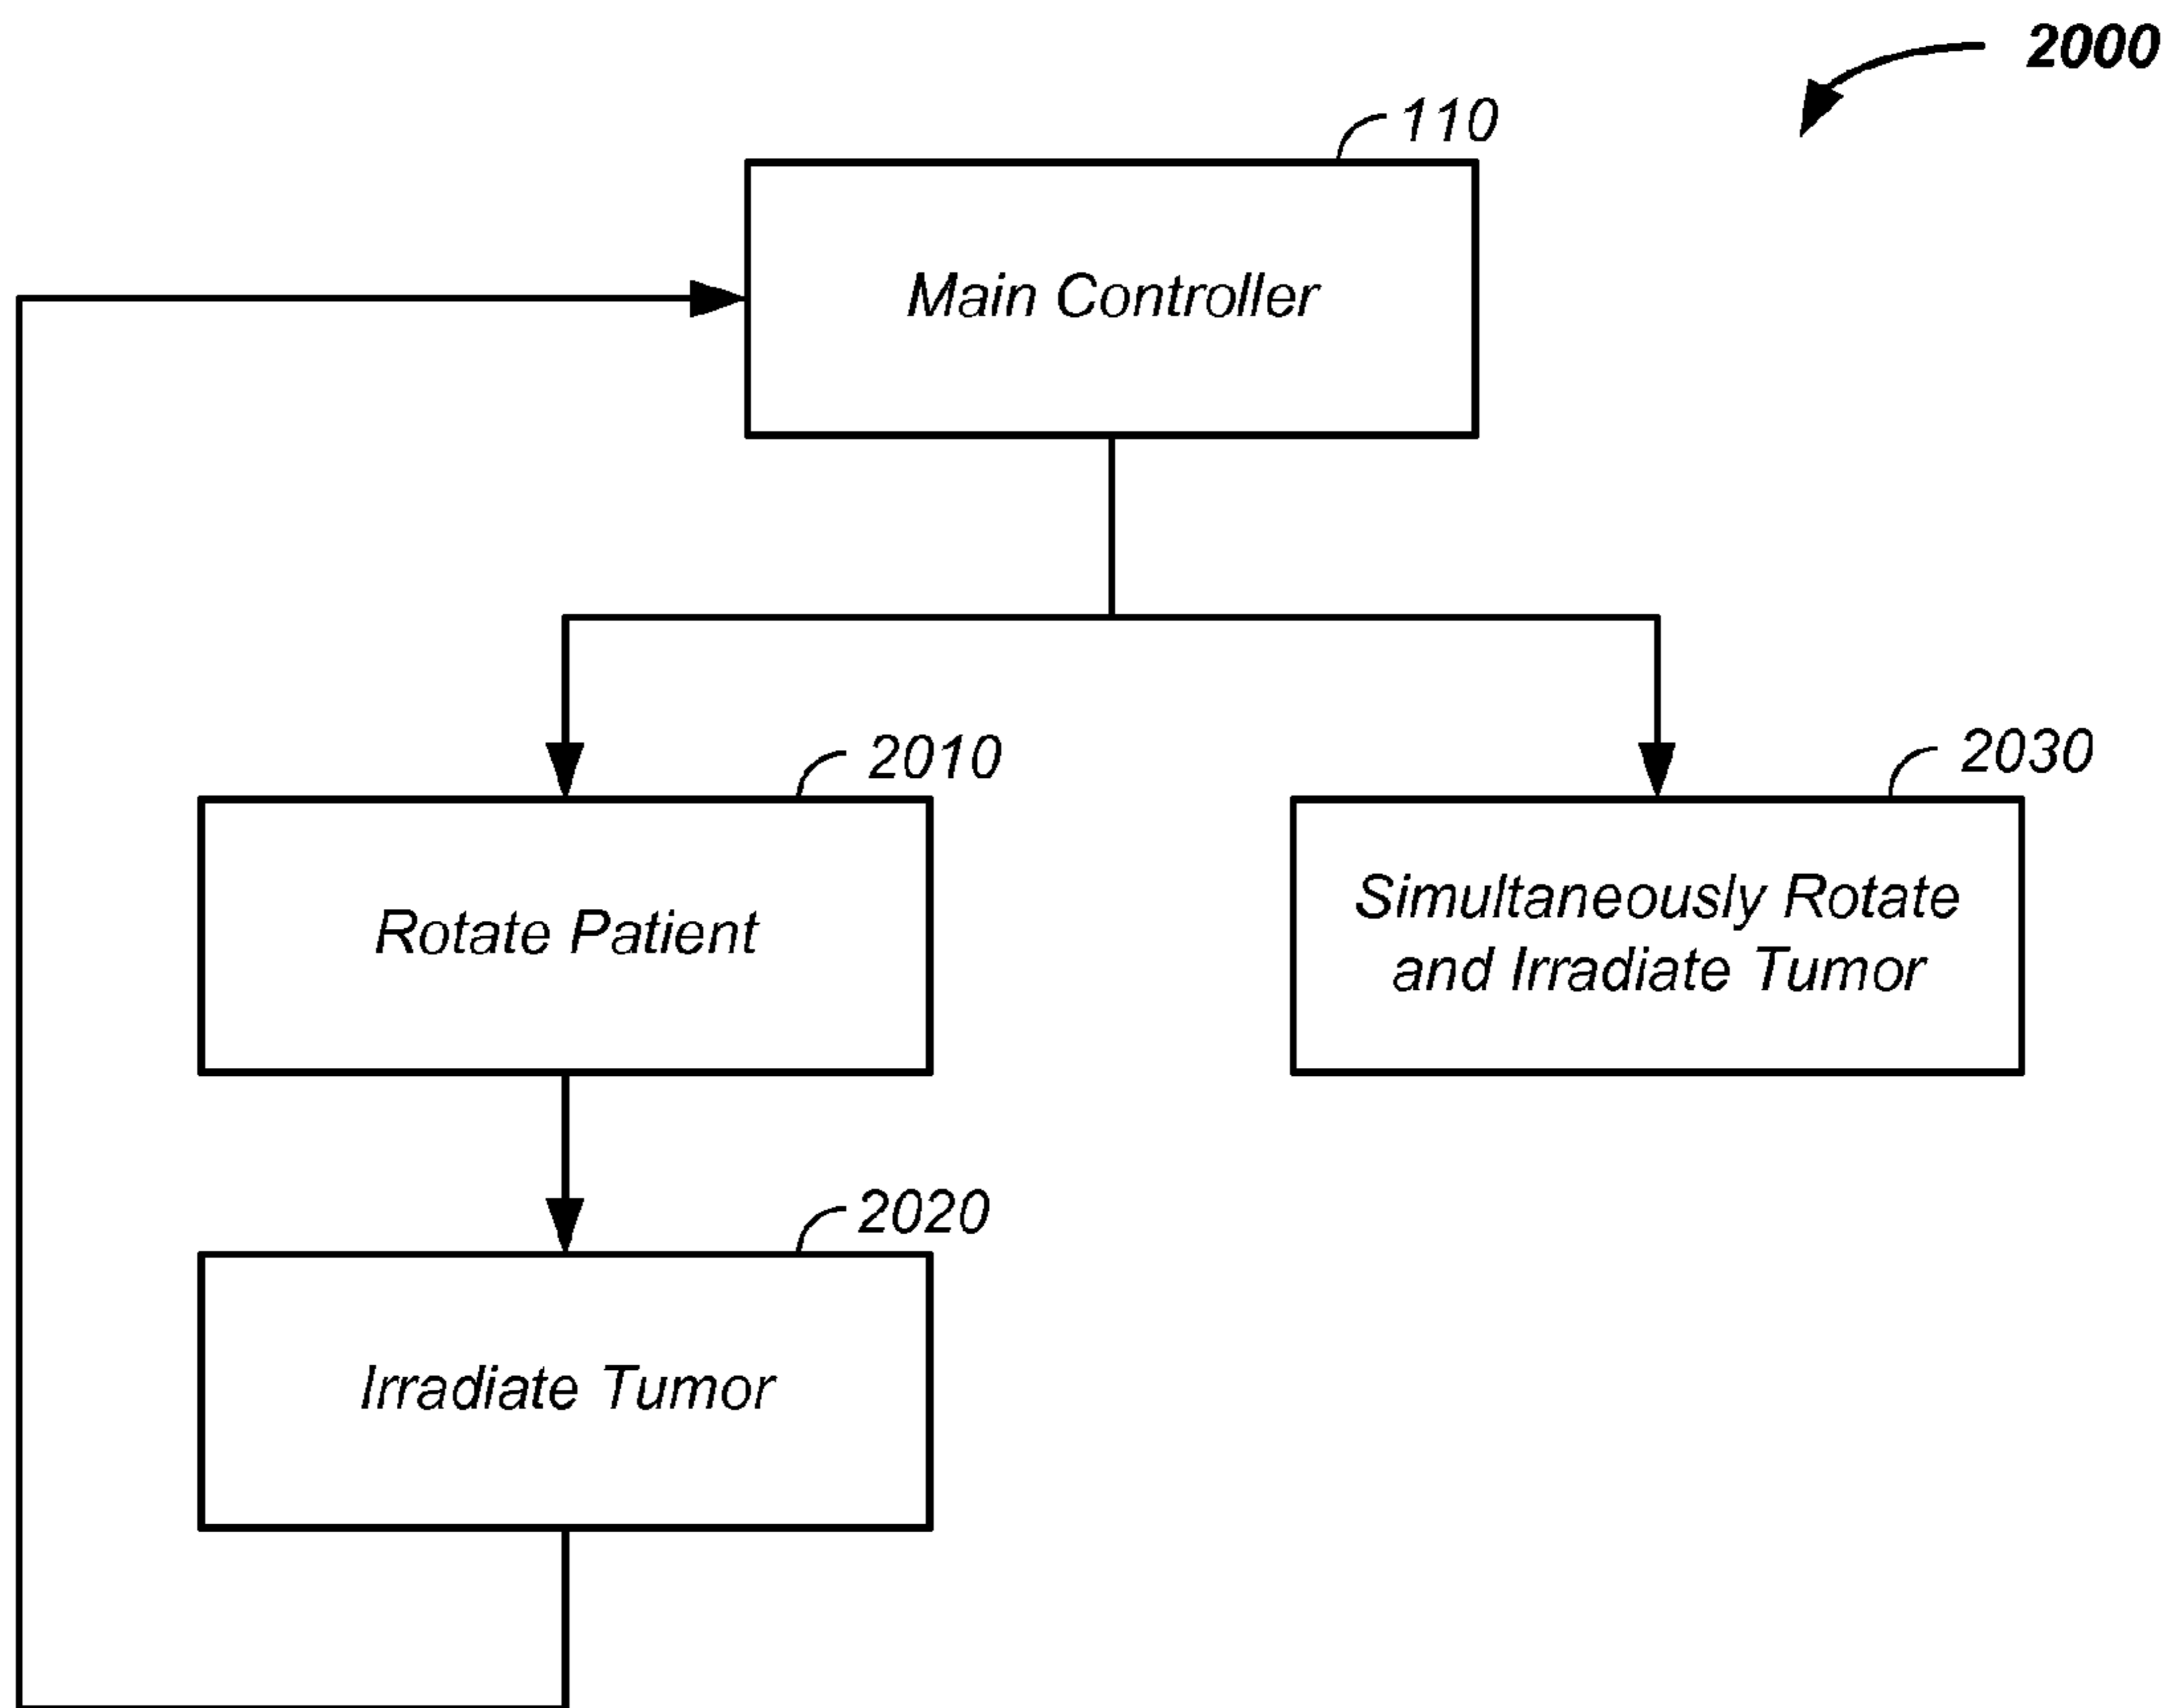 2000
110
Main Controller
2010
2030
Rotate Patient
Simultaneously Rotate
and Irradiate Tumor
2020
Irradiate Tumor